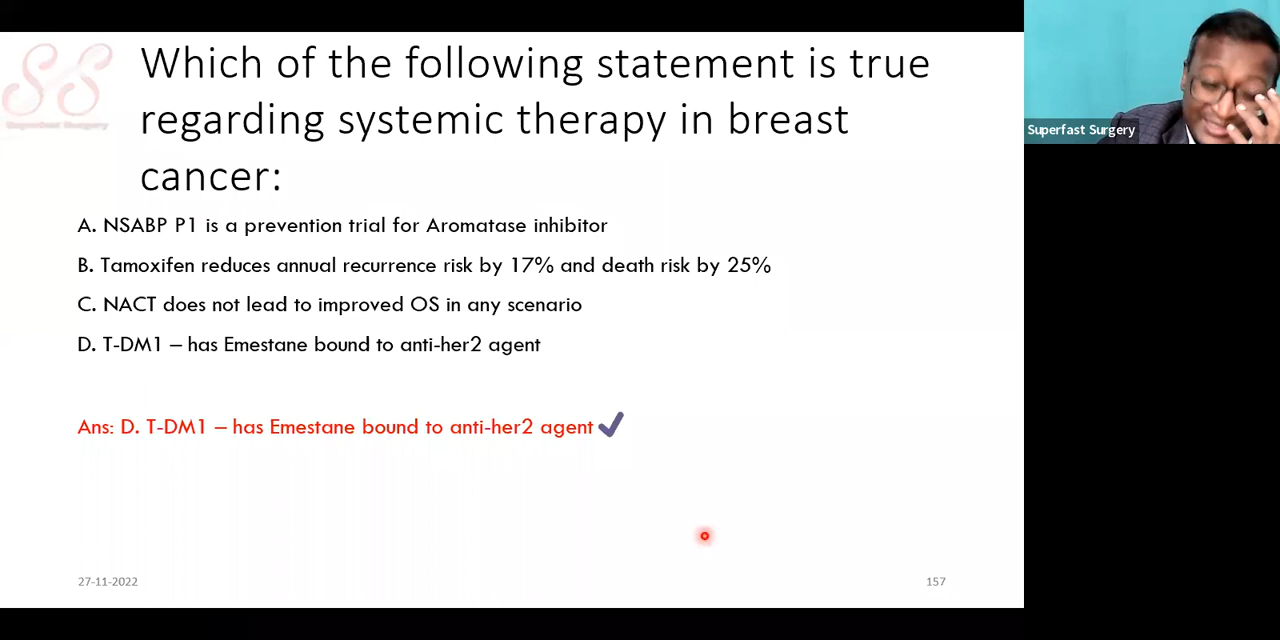 Which of the following statement is true
regarding systemic therapy in breast
cancer:
Superfast Surgery
A. NSABP P1 is a prevention trial for Aromatase inhibitor
B. Tamoxifen reduces annual recurrence risk by 17% and death risk by 25%
C. NACT does not lead to improved OS in any scenario
D. T-DM1 – has Emestane bound to anti-her2 agent
Ans: D. T-DM1 – has Emestane bound to anti-her2 agent
27-11-2022
157
Superfast Surgery